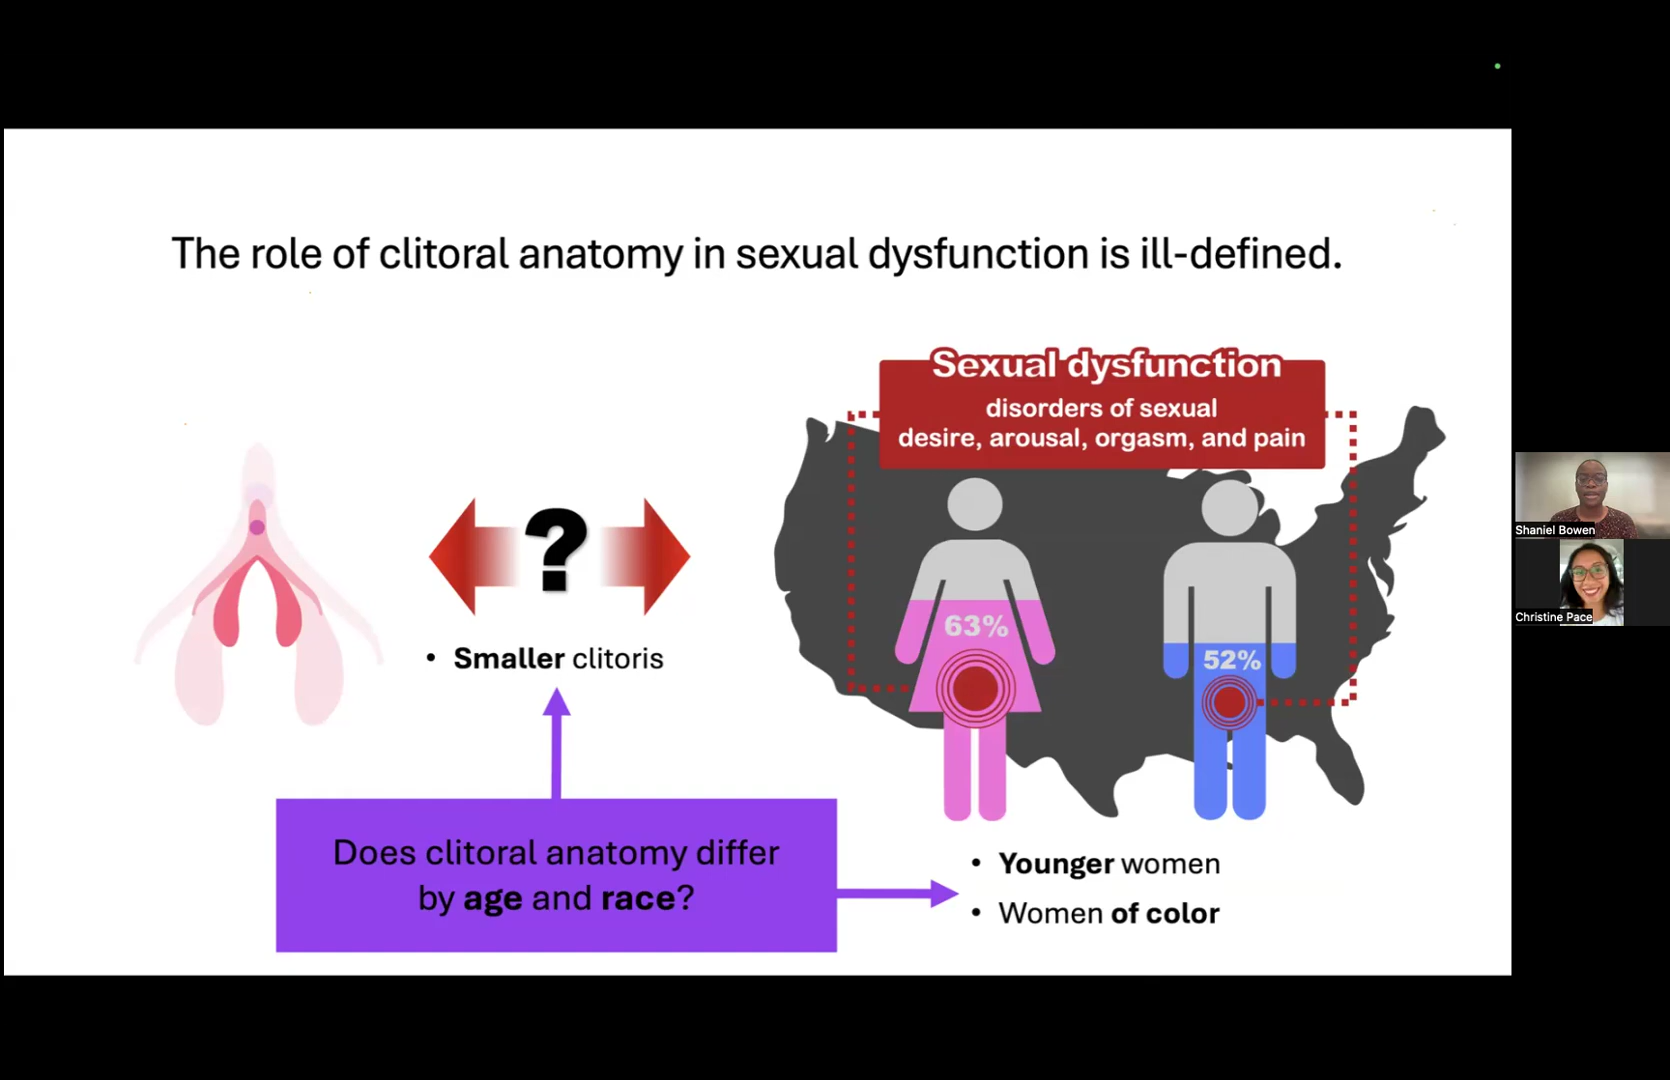 The role of clitoral anatomy in sexual dysfunction is ill-defined.
Sexual dysfunction
disorders of sexual
desire, arousal, orgasm, and pain
?
63%
52%
• Smaller clitoris
Does clitoral anatomy differ
by age and race?
• Younger women
• Women of color
Shaniel Bowen
Christine Pace